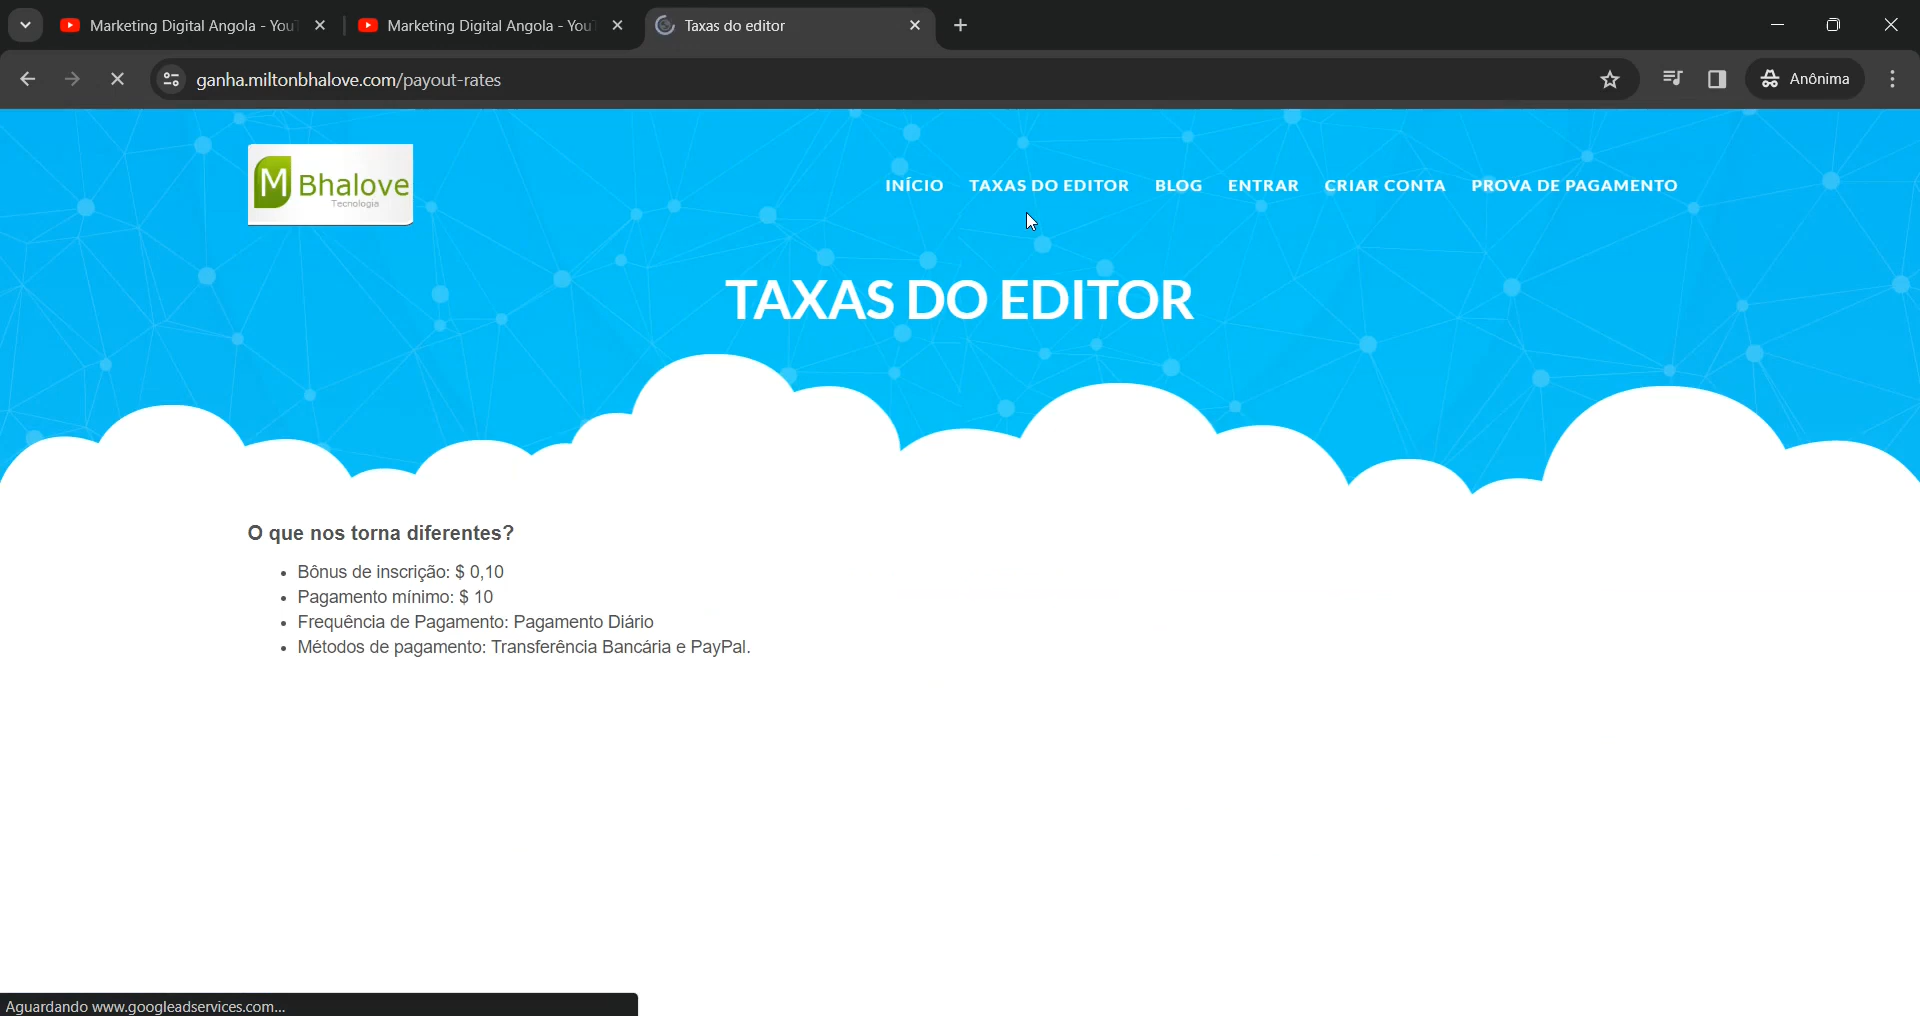 Marketing Digital Angola - You
Marketing Digital Angola - You
Taxas do editor
ganha.miltonbhalove.com/payout-rates
Anônima
M Bhalove
Tecnologia
INÍCIO TAXAS DO EDITOR BLOG ENTRAR CRIAR CONTA PROVA DE PAGAMENTO
TAXAS DO EDITOR
O que nos torna diferentes?
Bônus de inscrição: $ 0,10
Pagamento mínimo: $ 10
Frequência de Pagamento: Pagamento Diário
Métodos de pagamento: Transferência Bancária e PayPal.
Aguardando www.googleadservices.com...